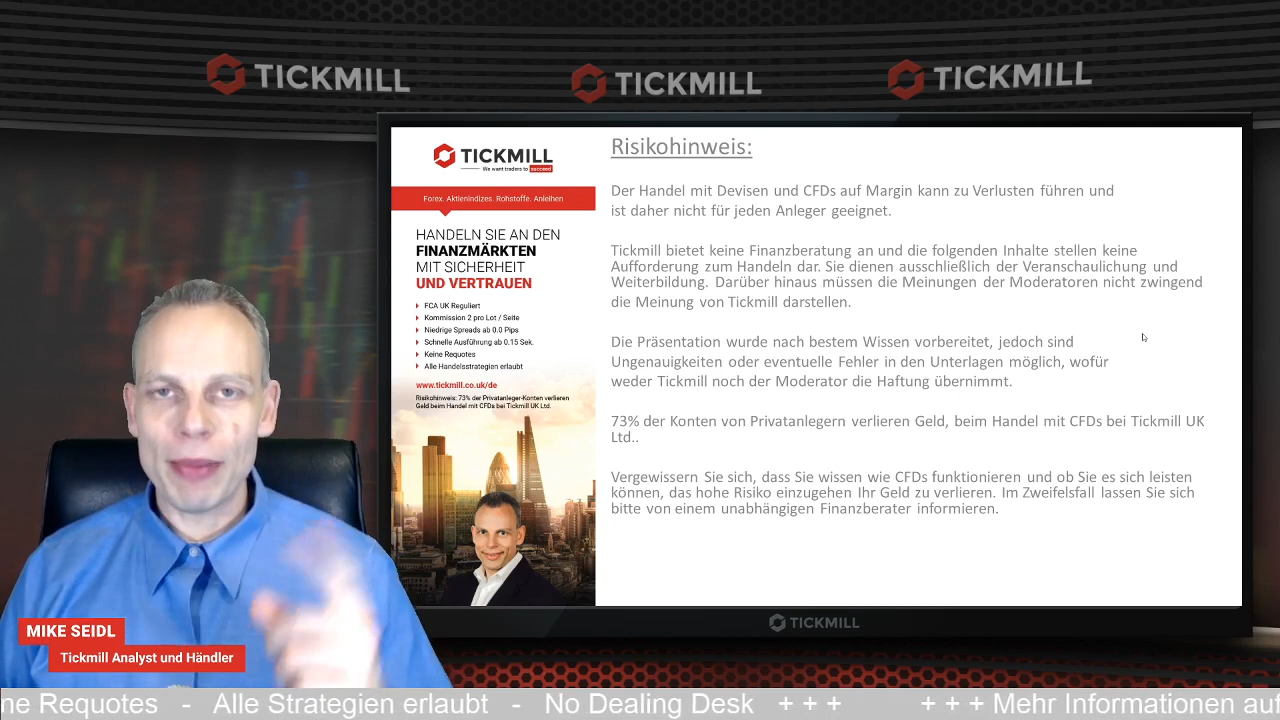 TICKMILL
TICKMILL
TICKMILL
TICKMILL
We want traders to succeed
Forex. Aktienindizes. Rohstoffe. Anleihen
HANDELN SIE AN DEN
FINANZMÄRKTEN
MIT SICHERHEIT
UND VERTRAUEN
FCA UK Reguliert
Kommission 2 pro Lot / Seite
Niedrige Spreads ab 0.0 Pips
Schnelle Ausführung ab 0.15 Sek.
Keine Requotes
Alle Handelsstrategien erlaubt
www.tickmill.co.uk/de
Risikohinweis: 73% der Privatanleger-Konten verlieren
Geld beim Handel mit CFDs bei Tickmill UK Ltd.
Risikohinweis:
Der Handel mit Devisen und CFDs auf Margin kann zu Verlusten führen und
ist daher nicht für jeden Anleger geeignet.
Tickmill bietet keine Finanzberatung an und die folgenden Inhalte stellen keine
Aufforderung zum Handeln dar. Sie dienen ausschließlich der Veranschaulichung und
Weiterbildung. Darüber hinaus müssen die Meinungen der Moderatoren nicht zwingend
die Meinung von Tickmill darstellen.
Die Präsentation wurde nach bestem Wissen vorbereitet, jedoch sind
Ungenauigkeiten oder eventuelle Fehler in den Unterlagen möglich, wofür
weder Tickmill noch der Moderator die Haftung übernimmt.
73% der Konten von Privatanlegern verlieren Geld, beim Handel mit CFDs bei Tickmill UK
Ltd..
Vergewissern Sie sich, dass Sie wissen wie CFDs funktionieren und ob Sie es sich leisten
können, das hohe Risiko einzugehen Ihr Geld zu verlieren. Im Zweifelsfall lassen Sie sich
bitte von einem unabhängigen Finanzberater informieren.
TICKMILL
MIKE SEIDL
Tickmill Analyst und Händler
ne Requotes - Alle Strategien erlaubt - No Dealing Desk + + + + + + Mehr Informationen auf